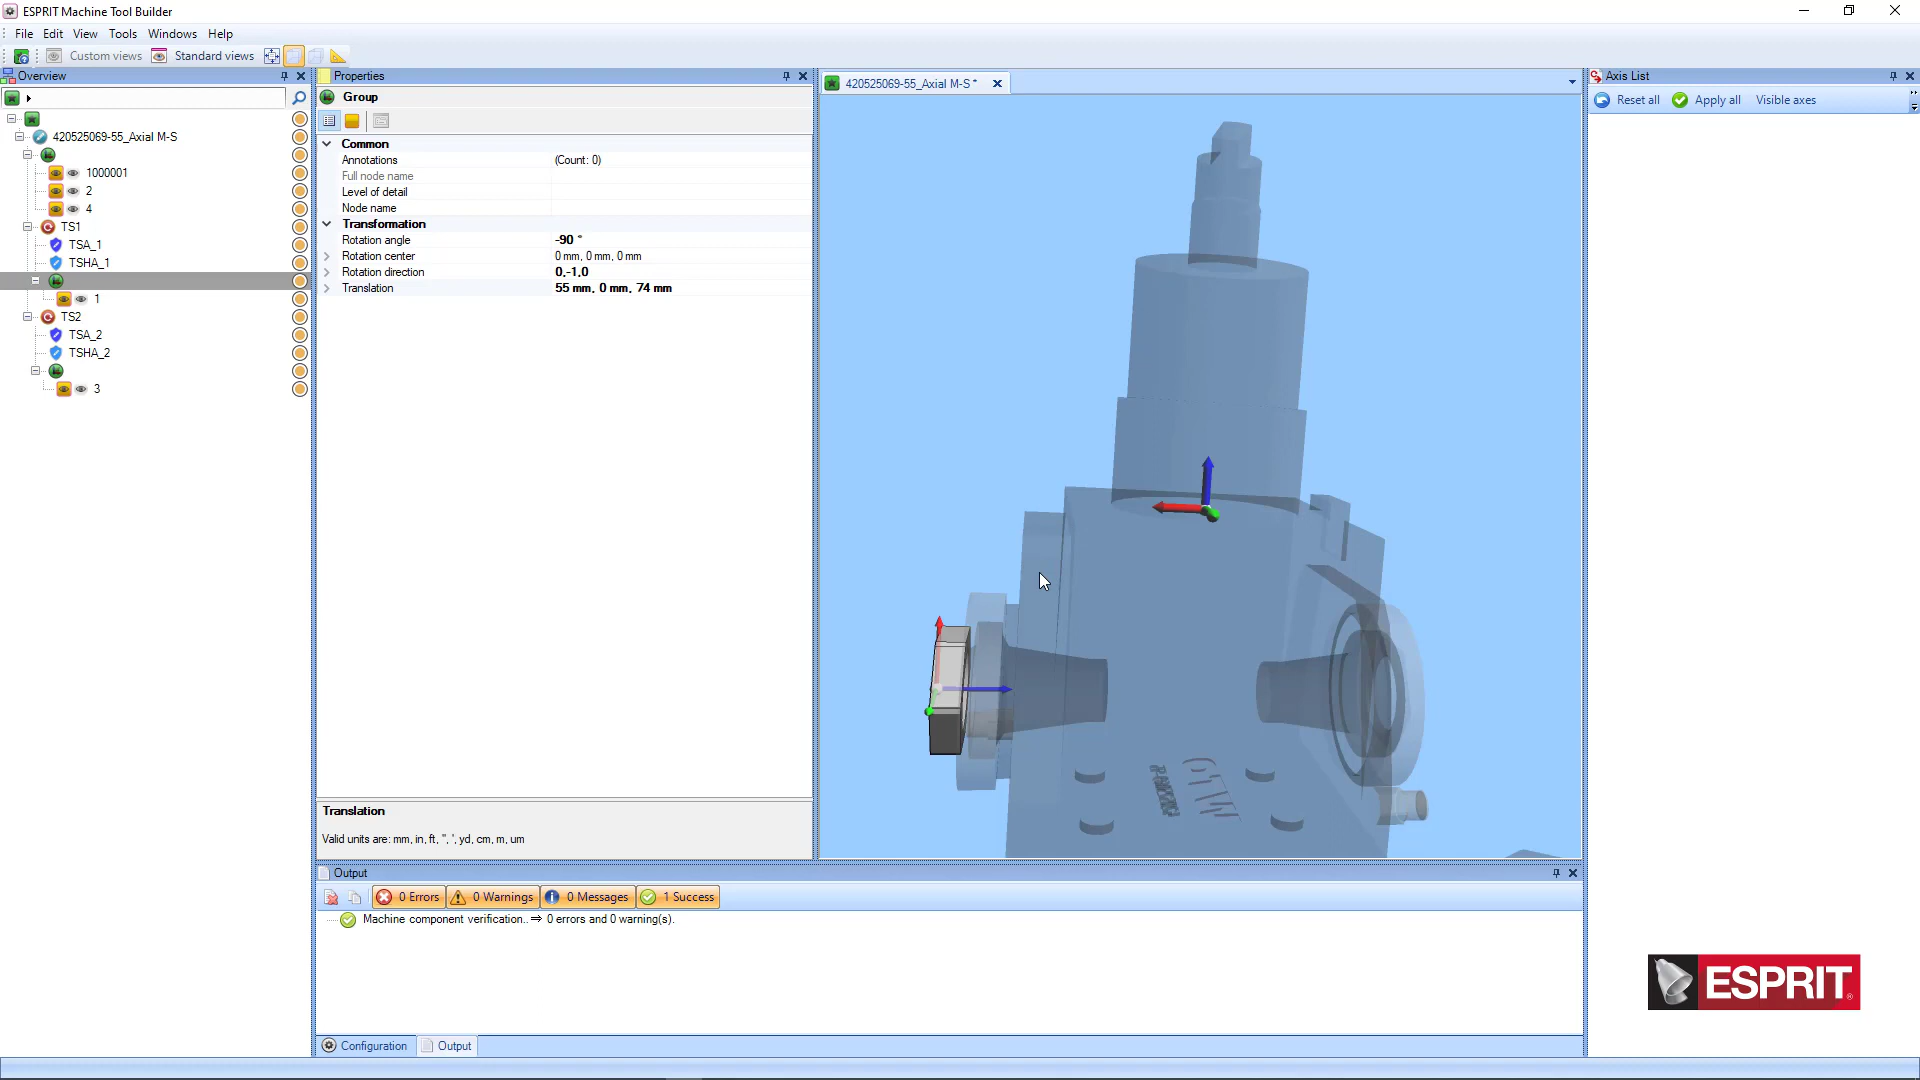 ESPRIT Machine Tool Builder
File Edit View Tools Windows Help
Custom views Standard views
Overview
420525069-55_Axial M-S
1000001
2
4
TS1
TSA_1
TSHA_1
1
TS2
TSA_2
TSHA_2
3
Properties
Group
Common
Annotations (Count: 0)
Full node name
Level of detail
Node name
Transformation
Rotation angle -90 °
Rotation center 0 mm, 0 mm, 0 mm
Rotation direction 0,-1,0
Translation 55 mm, 0 mm, 74 mm
Translation
Valid units are: mm, in, ft, ", ', yd, cm, m, um
420525069-55_Axial M-S *
Axis List
Reset all Apply all Visible axes
Output
0 Errors 0 Warnings 0 Messages 1 Success
Machine component verification.. ⇒ 0 errors and 0 warning(s).
Configuration Output
ESPRIT®